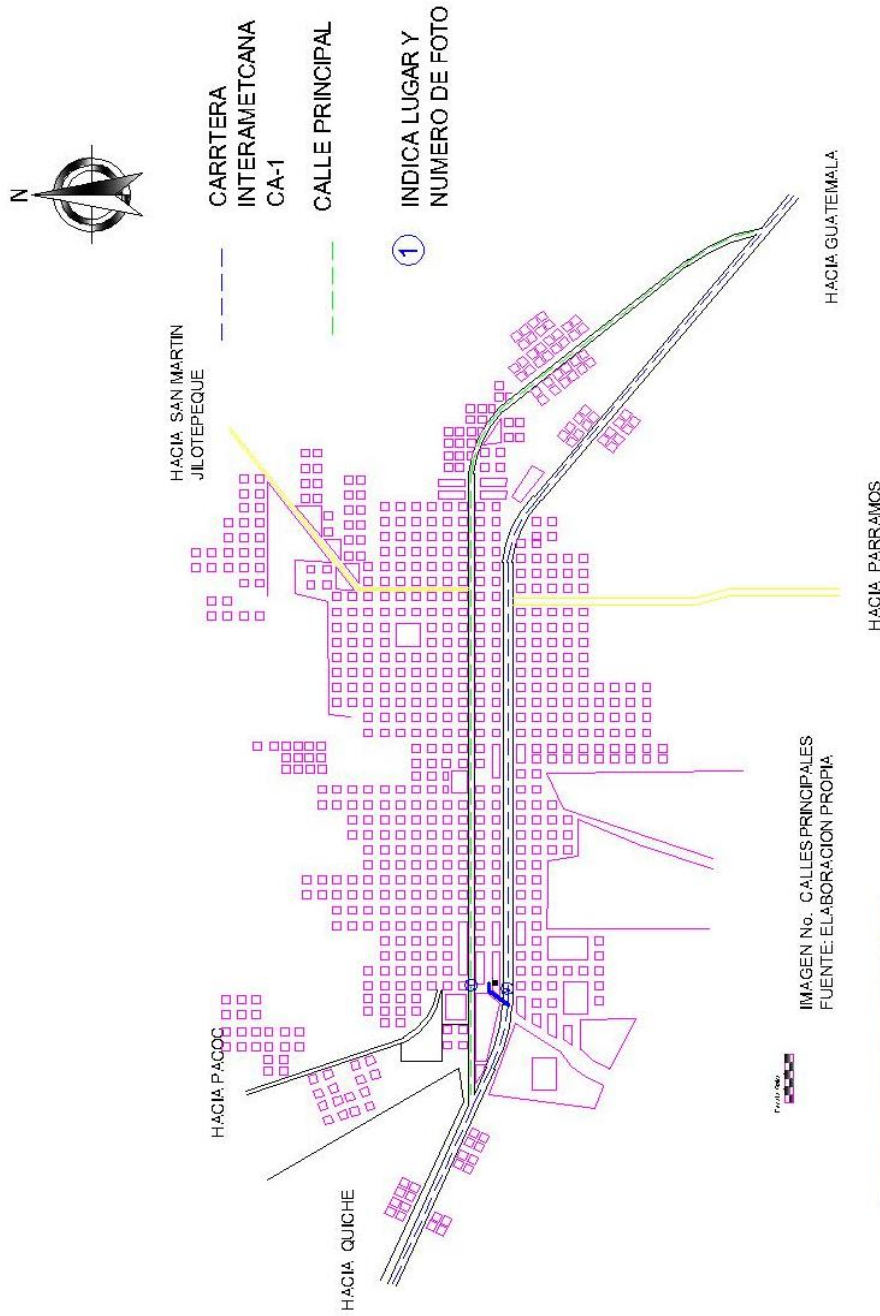 N
CARRTERA
INTERAMETCANA
CA-1
CALLE PRINCIPAL
1
INDICA LUGAR Y
NUMERO DE FOTO
HACIA SAN MARTIN
JILOTEPEQUE
HACIA PACOC
HACIA QUICHE
HACIA GUATEMALA
HACIA PARRAMOS
IMAGEN No. CALLES PRINCIPALES
FUENTE: ELABORACION PROPIA